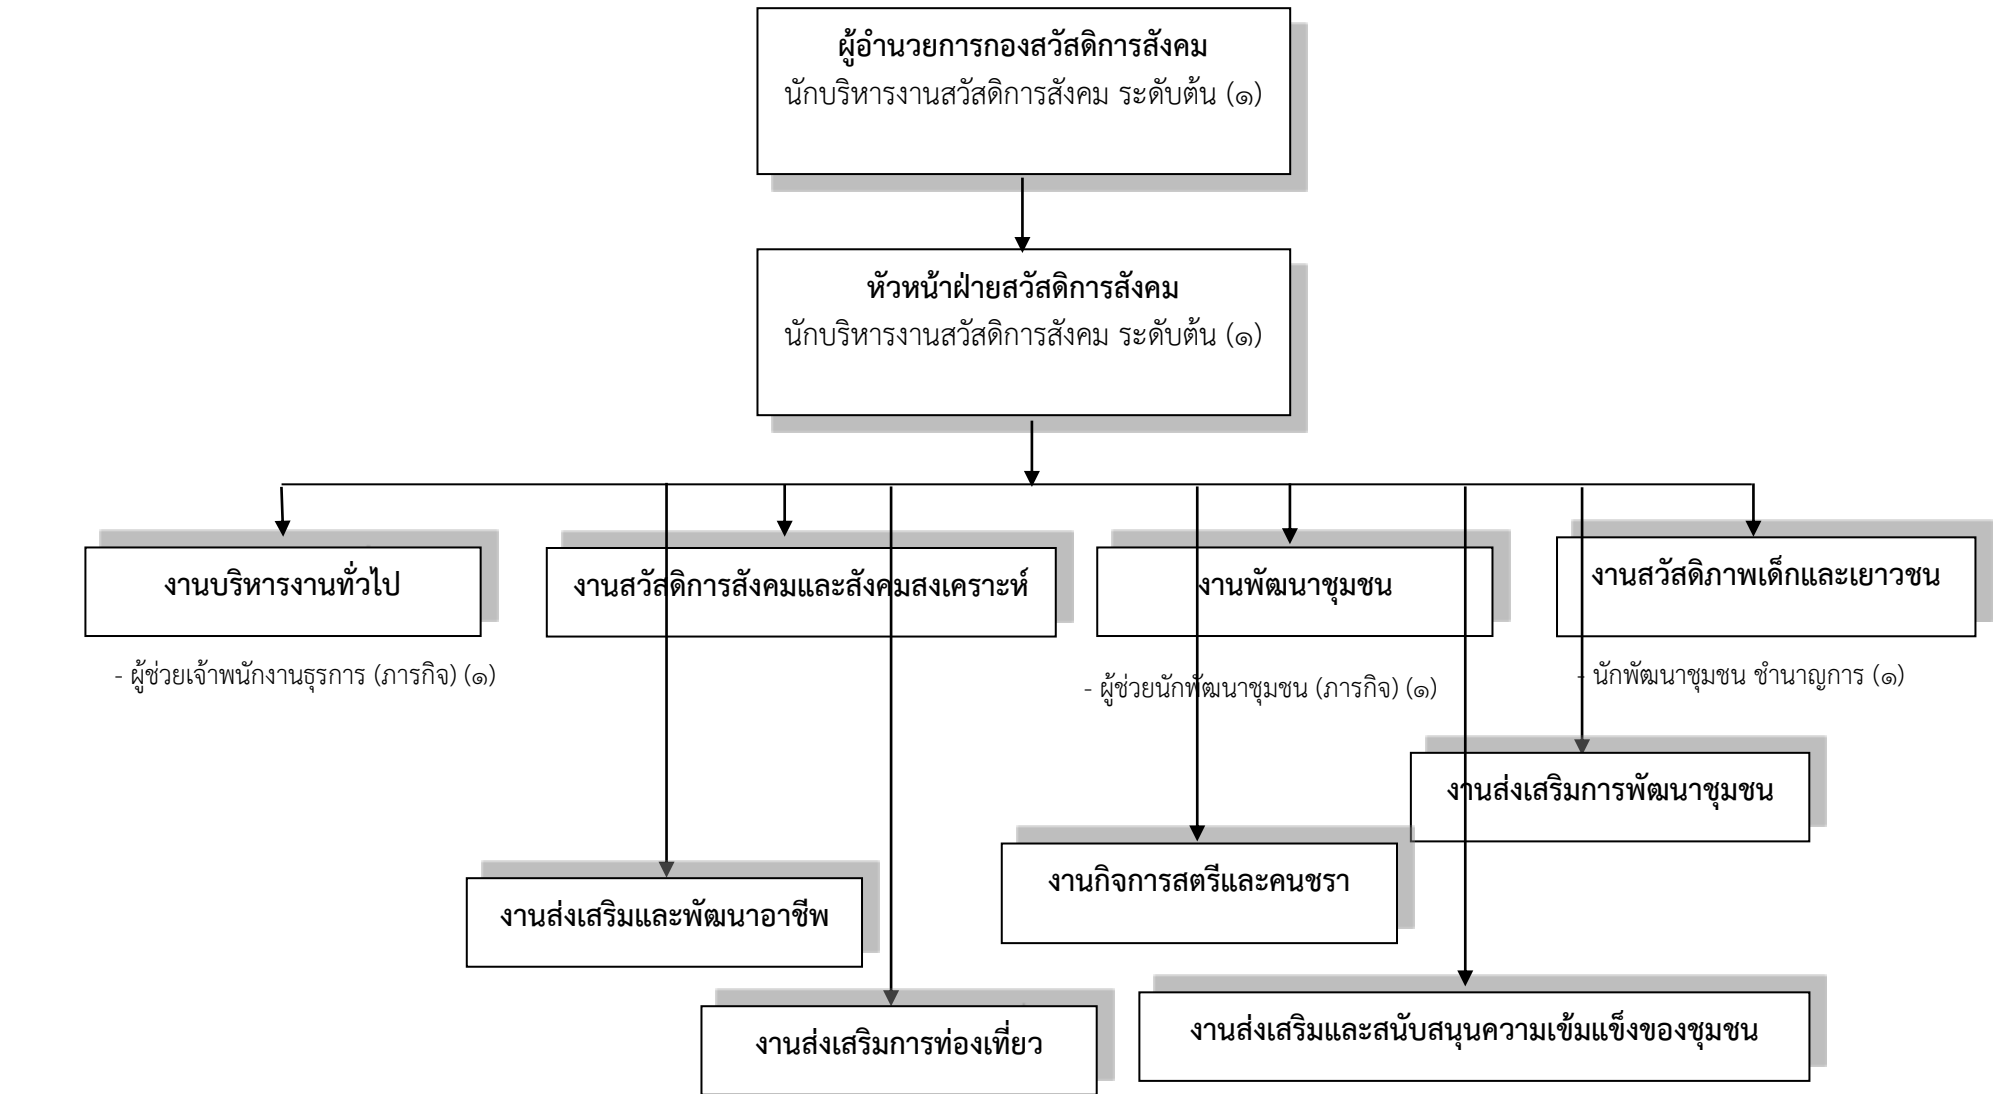 ผู้อำนวยการกองสวัสดิการสังคม
นักบริหารงานสวัสดิการสังคม ระดับต้น (๑)
หัวหน้าฝ่ายสวัสดิการสังคม
นักบริหารงานสวัสดิการสังคม ระดับต้น (๑)
งานบริหารงานทั่วไป
งานสวัสดิการสังคมและสังคมสงเคราะห์
งานพัฒนาชุมชน
งานสวัสดิภาพเด็กและเยาวชน
- ผู้ช่วยเจ้าพนักงานธุรการ (ภารกิจ) (๑)
- ผู้ช่วยนักพัฒนาชุมชน (ภารกิจ) (๑)
- นักพัฒนาชุมชน ชำนาญการ (๑)
งานส่งเสริมการพัฒนาชุมชน
งานกิจการสตรีและคนชรา
งานส่งเสริมและพัฒนาอาชีพ
งานส่งเสริมการท่องเที่ยว
งานส่งเสริมและสนับสนุนความเข้มแข็งของชุมชน